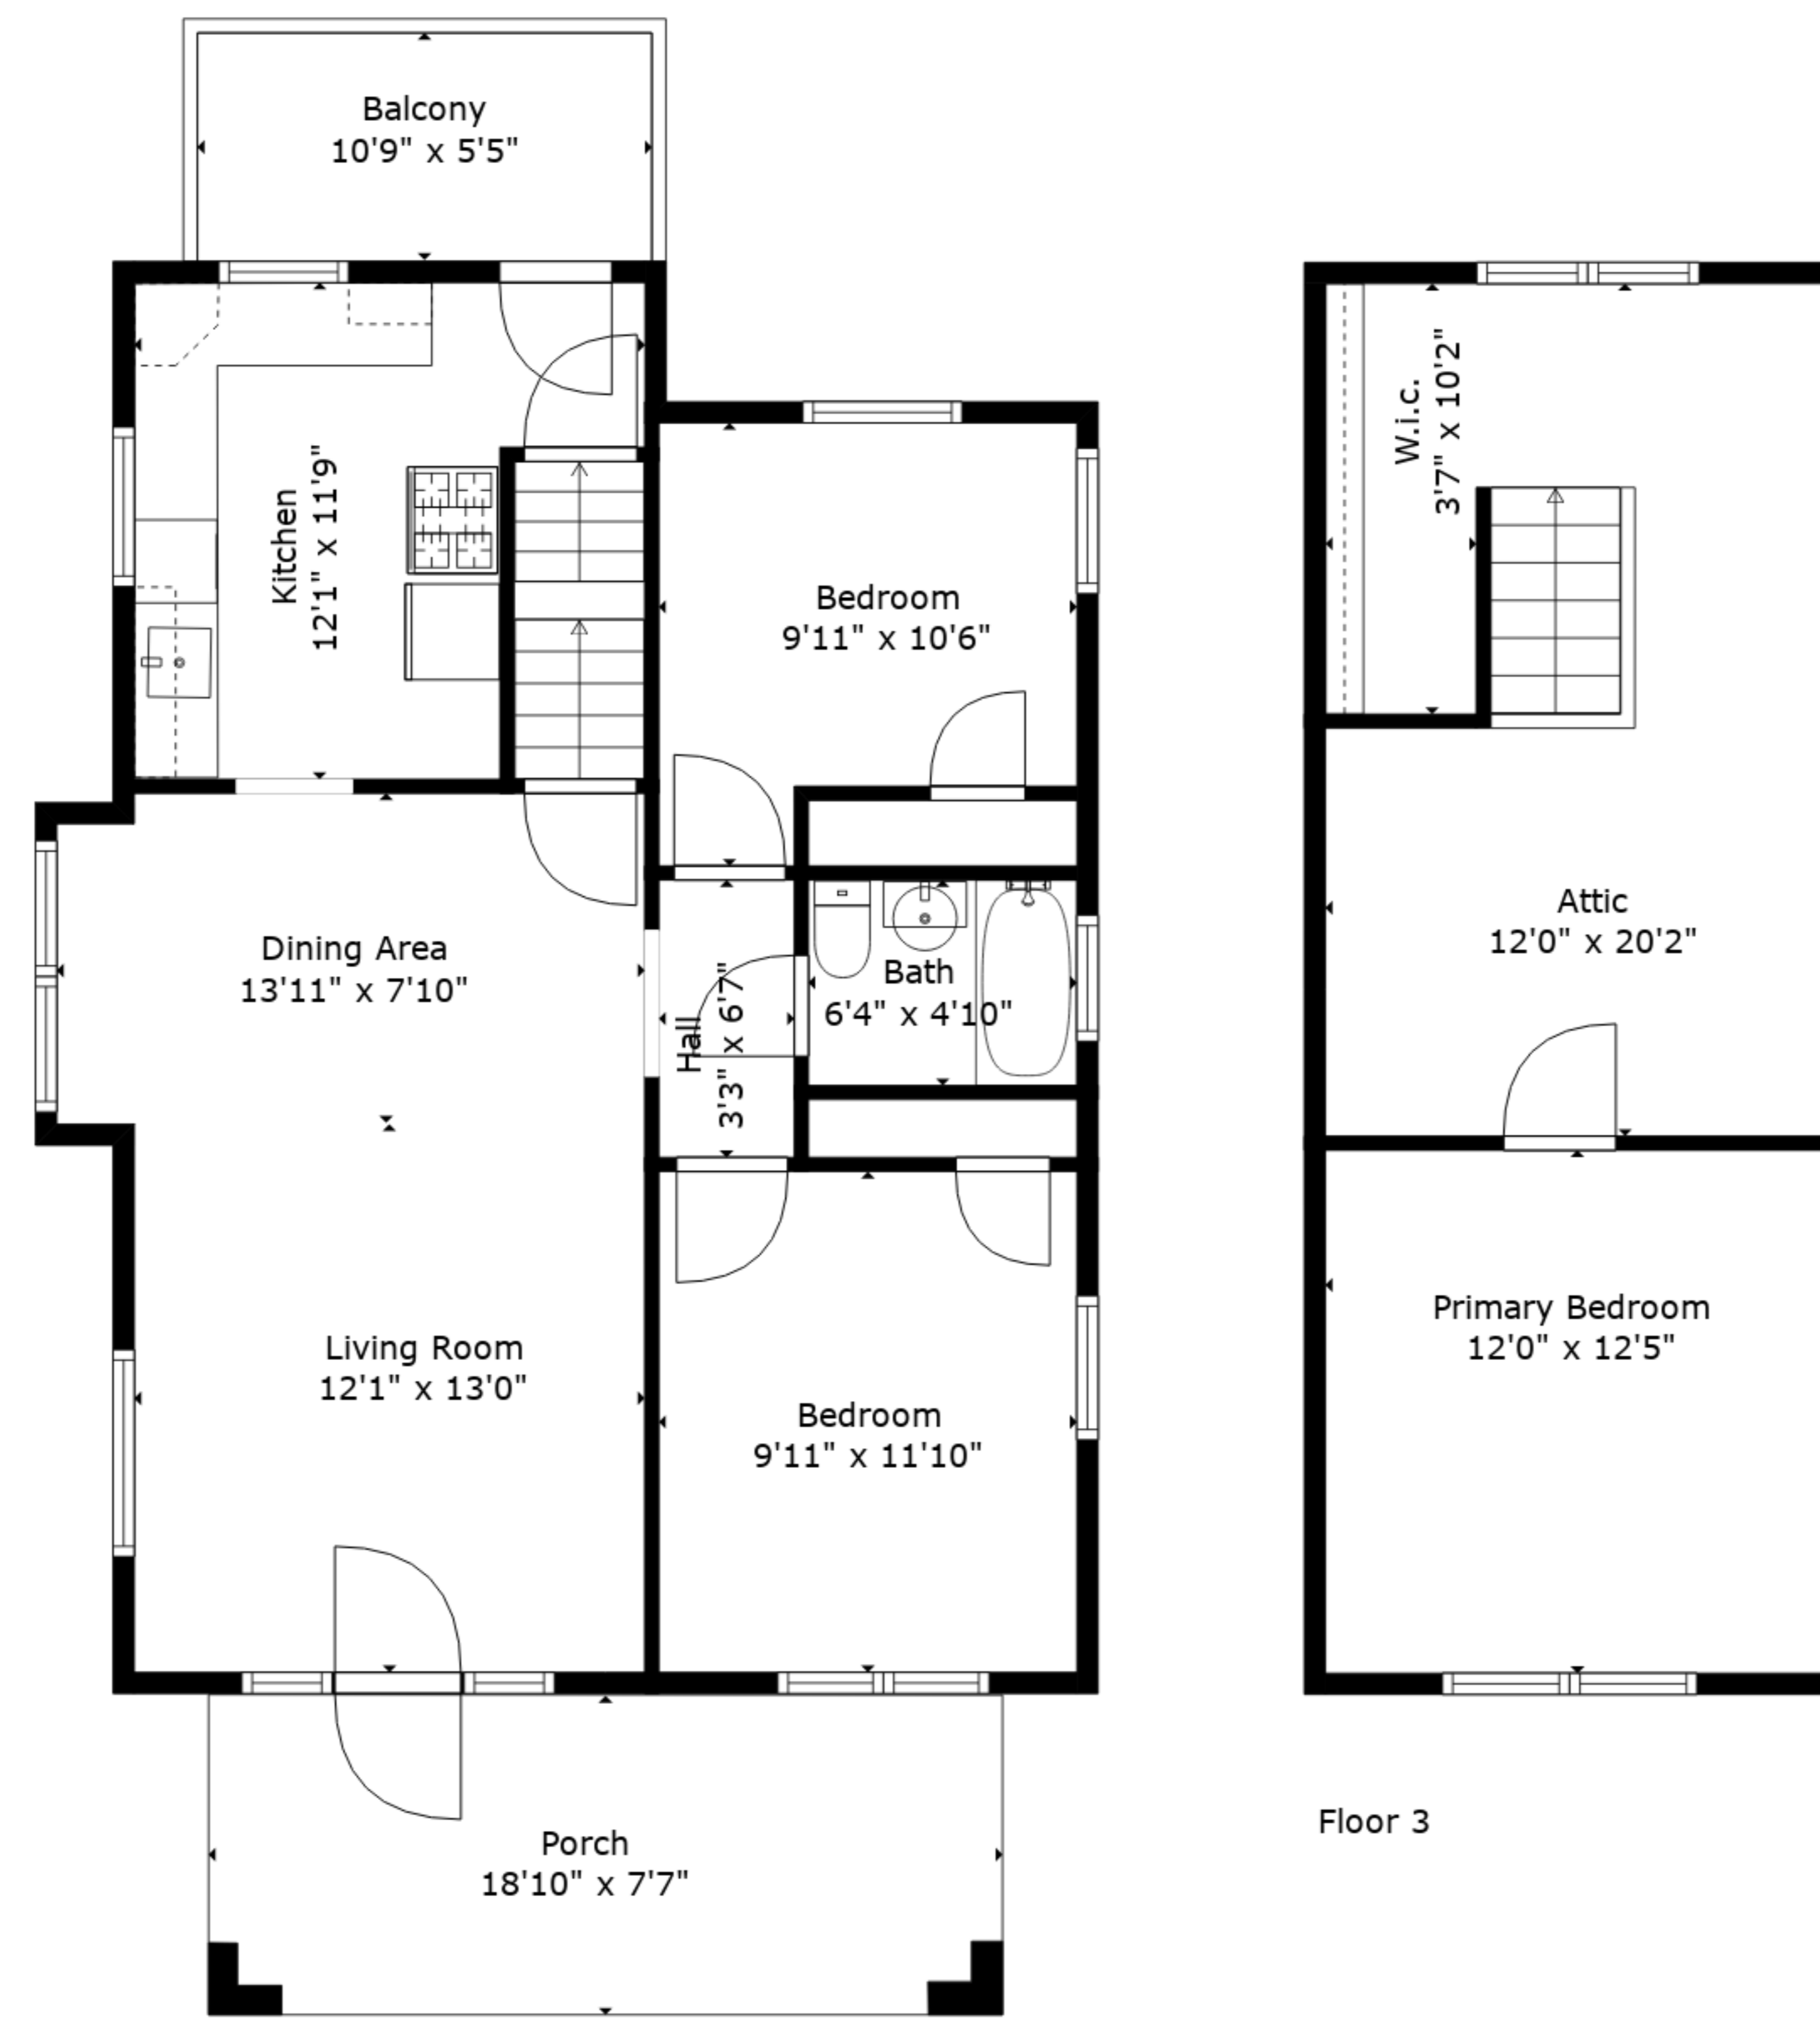 Balcony
10'9" x 5'5"
Kitchen
12'1" x 11'9"
Bedroom
9'11" x 10'6"
Dining Area
13'11" x 7'10"
Hall
3'3" x 6'7"
Bath
6'4" x 4'10"
Living Room
12'1" x 13'0"
Bedroom
9'11" x 11'10"
Porch
18'10" x 7'7"
W.i.c.
3'7" x 10'2"
Attic
12'0" x 20'2"
Primary Bedroom
12'0" x 12'5"
Floor 3